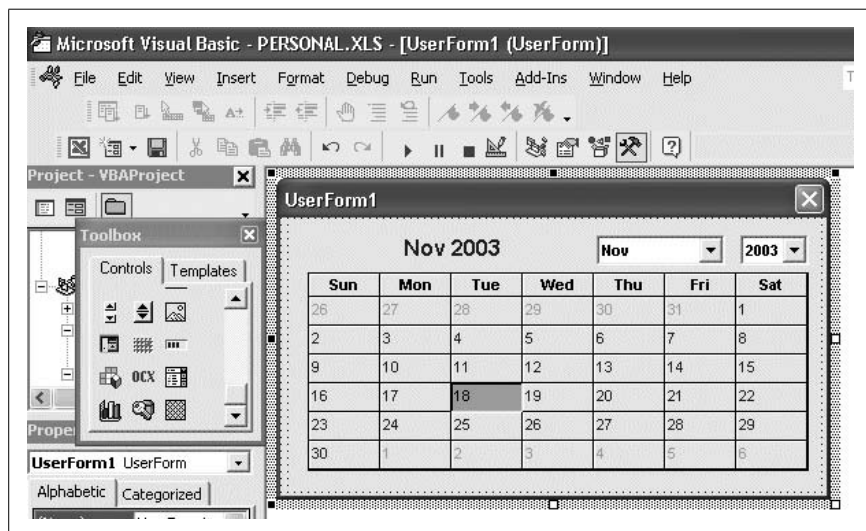 Microsoft Visual Basic - PERSONAL.XLS - [UserForm1 (UserForm)]
File Edit View Insert Format Debug Run Tools Add-Ins Window Help
Project - VBAProject
Toolbox
Controls Templates
OCX
UserForm1
Nov 2003 Nov 2003
Sun Mon Tue Wed Thu Fri Sat
26 27 28 29 30 31 1
2 3 4 5 6 7 8
9 10 11 12 13 14 15
16 17 18 19 20 21 22
23 24 25 26 27 28 29
30 1 2 3 4 5 6
UserForm1 UserForm
Alphabetic Categorized